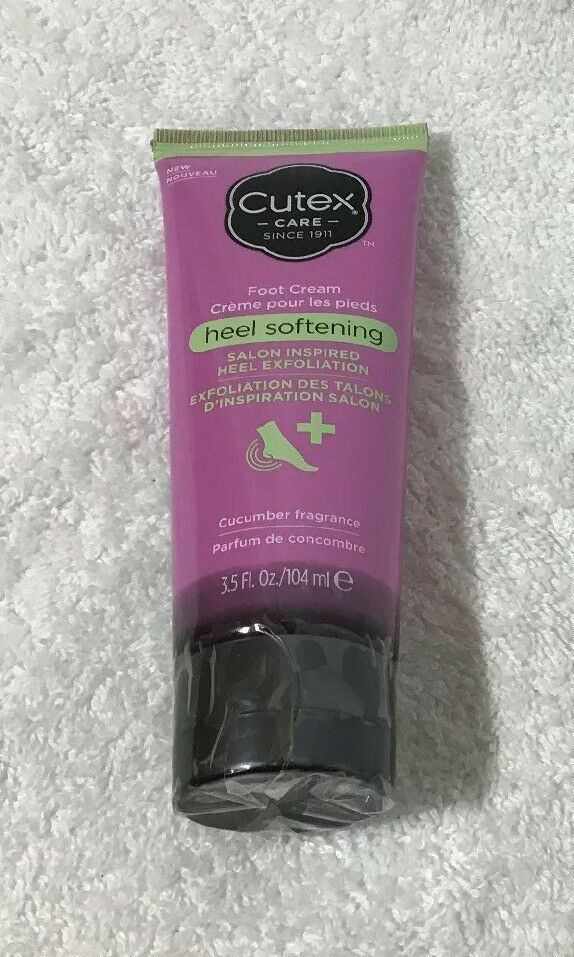 NEW
NOUVEAU
Cutex®
CARE
SINCE 1911
TM
Foot Cream
Crème pour les pieds
heel softening
SALON INSPIRED
HEEL EXFOLIATION
EXFOLIATION DES TALONS
D'INSPIRATION SALON
Cucumber fragrance
Parfum de concombre
3.5 Fl. Oz./104 ml ℮